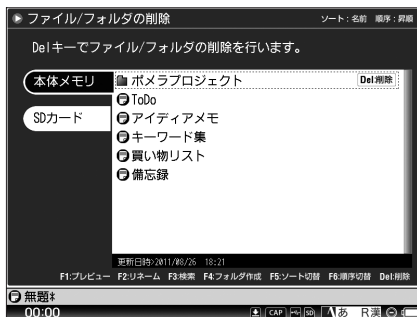 ファイル/フォルダの削除 ソート:名前 順序:昇順
Delキーでファイル/フォルダの削除を行います。
本体メモリ
SDカード
ポメラプロジェクト Del:削除
ToDo
アイディアメモ
キーワード集
買い物リスト
備忘録
更新日時>2011/08/26 18:21
F1:プレビュー F2:リネーム F3:検索 F4:フォルダ作成 F5:ソート切替 F6:順序切替 Del:削除
無題*
00:00 CAP SD あ R漢